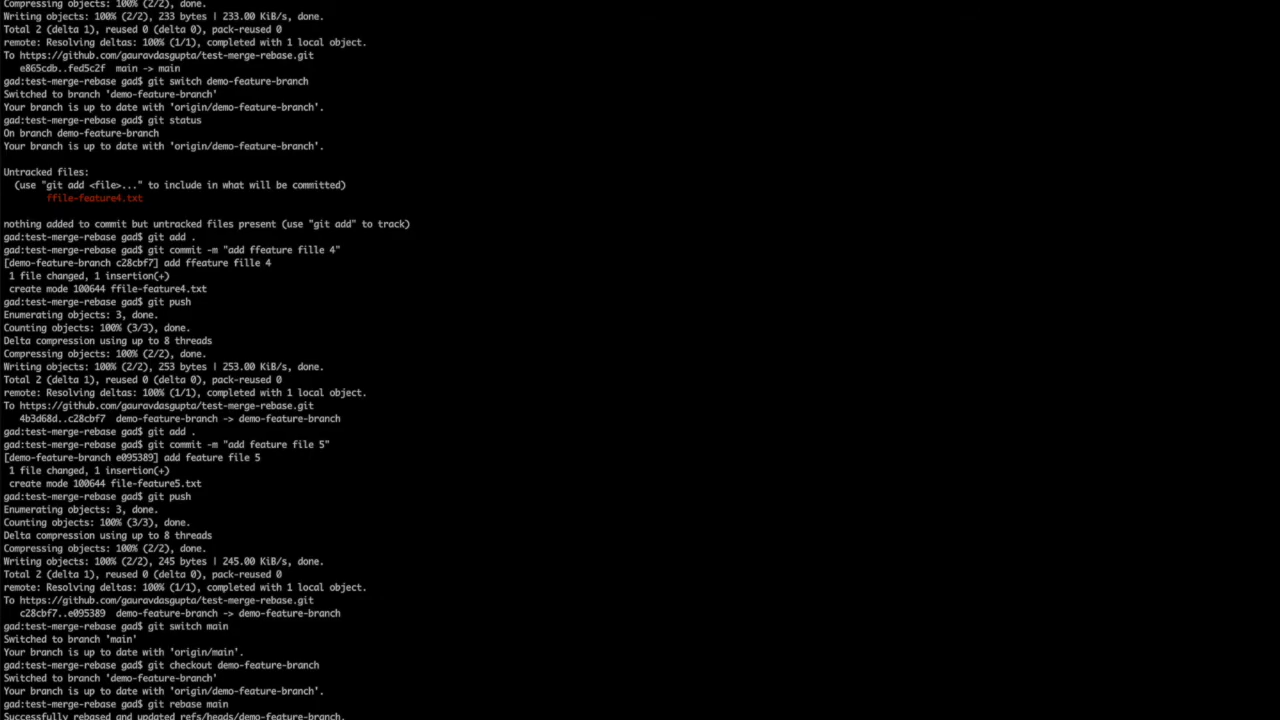 Compressing objects: 100% (2/2), done.
Writing objects: 100% (2/2), 233 bytes | 233.00 KiB/s, done.
Total 2 (delta 1), reused 0 (delta 0), pack-reused 0
remote: Resolving deltas: 100% (1/1), completed with 1 local object.
To https://github.com/gauravdasgupta/test-merge-rebase.git
   e865cdb..fed5c2f  main -> main
gad:test-merge-rebase gad$ git switch demo-feature-branch
Switched to branch 'demo-feature-branch'
Your branch is up to date with 'origin/demo-feature-branch'.
gad:test-merge-rebase gad$ git status
On branch demo-feature-branch
Your branch is up to date with 'origin/demo-feature-branch'.
Untracked files:
  (use "git add <file>..." to include in what will be committed)
        ffile-feature4.txt
nothing added to commit but untracked files present (use "git add" to track)
gad:test-merge-rebase gad$ git add .
gad:test-merge-rebase gad$ git commit -m "add ffeature fille 4"
[demo-feature-branch c28cbf7] add ffeature fille 4
 1 file changed, 1 insertion(+)
 create mode 100644 ffile-feature4.txt
gad:test-merge-rebase gad$ git push
Enumerating objects: 3, done.
Counting objects: 100% (3/3), done.
Delta compression using up to 8 threads
Compressing objects: 100% (2/2), done.
Writing objects: 100% (2/2), 253 bytes | 253.00 KiB/s, done.
Total 2 (delta 1), reused 0 (delta 0), pack-reused 0
remote: Resolving deltas: 100% (1/1), completed with 1 local object.
To https://github.com/gauravdasgupta/test-merge-rebase.git
   4b3d68d..c28cbf7  demo-feature-branch -> demo-feature-branch
gad:test-merge-rebase gad$ git add .
gad:test-merge-rebase gad$ git commit -m "add feature file 5"
[demo-feature-branch e095389] add feature file 5
 1 file changed, 1 insertion(+)
 create mode 100644 file-feature5.txt
gad:test-merge-rebase gad$ git push
Enumerating objects: 3, done.
Counting objects: 100% (3/3), done.
Delta compression using up to 8 threads
Compressing objects: 100% (2/2), done.
Writing objects: 100% (2/2), 245 bytes | 245.00 KiB/s, done.
Total 2 (delta 1), reused 0 (delta 0), pack-reused 0
remote: Resolving deltas: 100% (1/1), completed with 1 local object.
To https://github.com/gauravdasgupta/test-merge-rebase.git
   c28cbf7..e095389  demo-feature-branch -> demo-feature-branch
gad:test-merge-rebase gad$ git switch main
Switched to branch 'main'
Your branch is up to date with 'origin/main'.
gad:test-merge-rebase gad$ git checkout demo-feature-branch
Switched to branch 'demo-feature-branch'
Your branch is up to date with 'origin/demo-feature-branch'.
gad:test-merge-rebase gad$ git rebase main
Successfully rebased and updated refs/heads/demo-feature-branch.